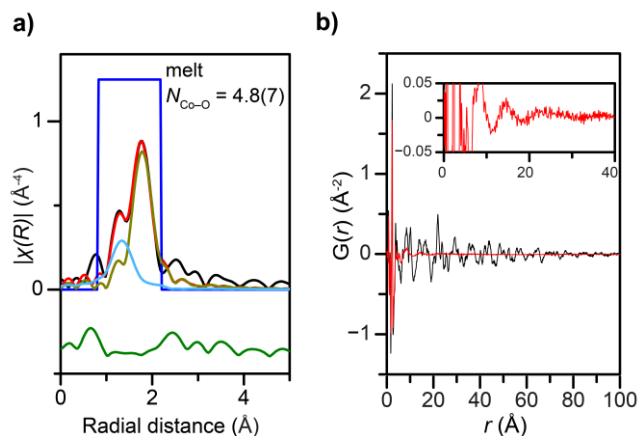 a)
melt
N_Co–O = 4.8(7)
1
0
|χ(R)| (Å⁻⁴)
0 2 4
Radial distance (Å)
b)
2
1
0
−1
G(r) (Å⁻²)
0.05
0
−0.05
0 10 20 40
0 20 40 60 80 100
r (Å)